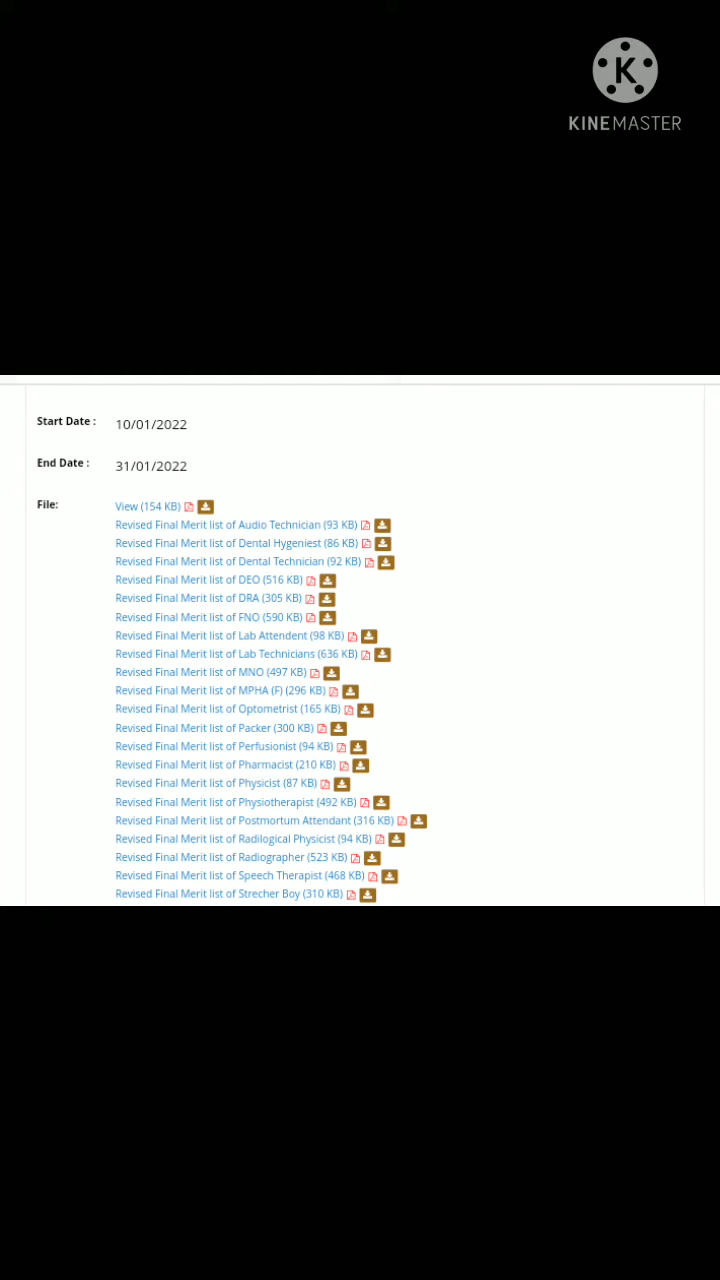 K
KINEMASTER
Start Date : 10/01/2022
End Date : 31/01/2022
File: View (154 KB)
Revised Final Merit list of Audio Technician (93 KB)
Revised Final Merit list of Dental Hygeniest (86 KB)
Revised Final Merit list of Dental Technician (92 KB)
Revised Final Merit list of DEO (516 KB)
Revised Final Merit list of DRA (305 KB)
Revised Final Merit list of FNO (590 KB)
Revised Final Merit list of Lab Attendent (98 KB)
Revised Final Merit list of Lab Technicians (636 KB)
Revised Final Merit list of MNO (497 KB)
Revised Final Merit list of MPHA (F) (296 KB)
Revised Final Merit list of Optometrist (165 KB)
Revised Final Merit list of Packer (300 KB)
Revised Final Merit list of Perfusionist (94 KB)
Revised Final Merit list of Pharmacist (210 KB)
Revised Final Merit list of Physicist (87 KB)
Revised Final Merit list of Physiotherapist (492 KB)
Revised Final Merit list of Postmortum Attendant (316 KB)
Revised Final Merit list of Radilogical Physicist (94 KB)
Revised Final Merit list of Radiographer (523 KB)
Revised Final Merit list of Speech Therapist (468 KB)
Revised Final Merit list of Strecher Boy (310 KB)